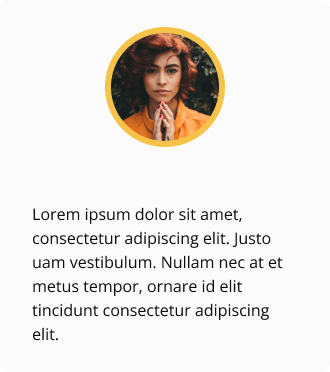 Lorem ipsum dolor sit amet,
consectetur adipiscing elit. Justo
uam vestibulum. Nullam nec at et
metus tempor, ornare id elit
tincidunt consectetur adipiscing
elit.